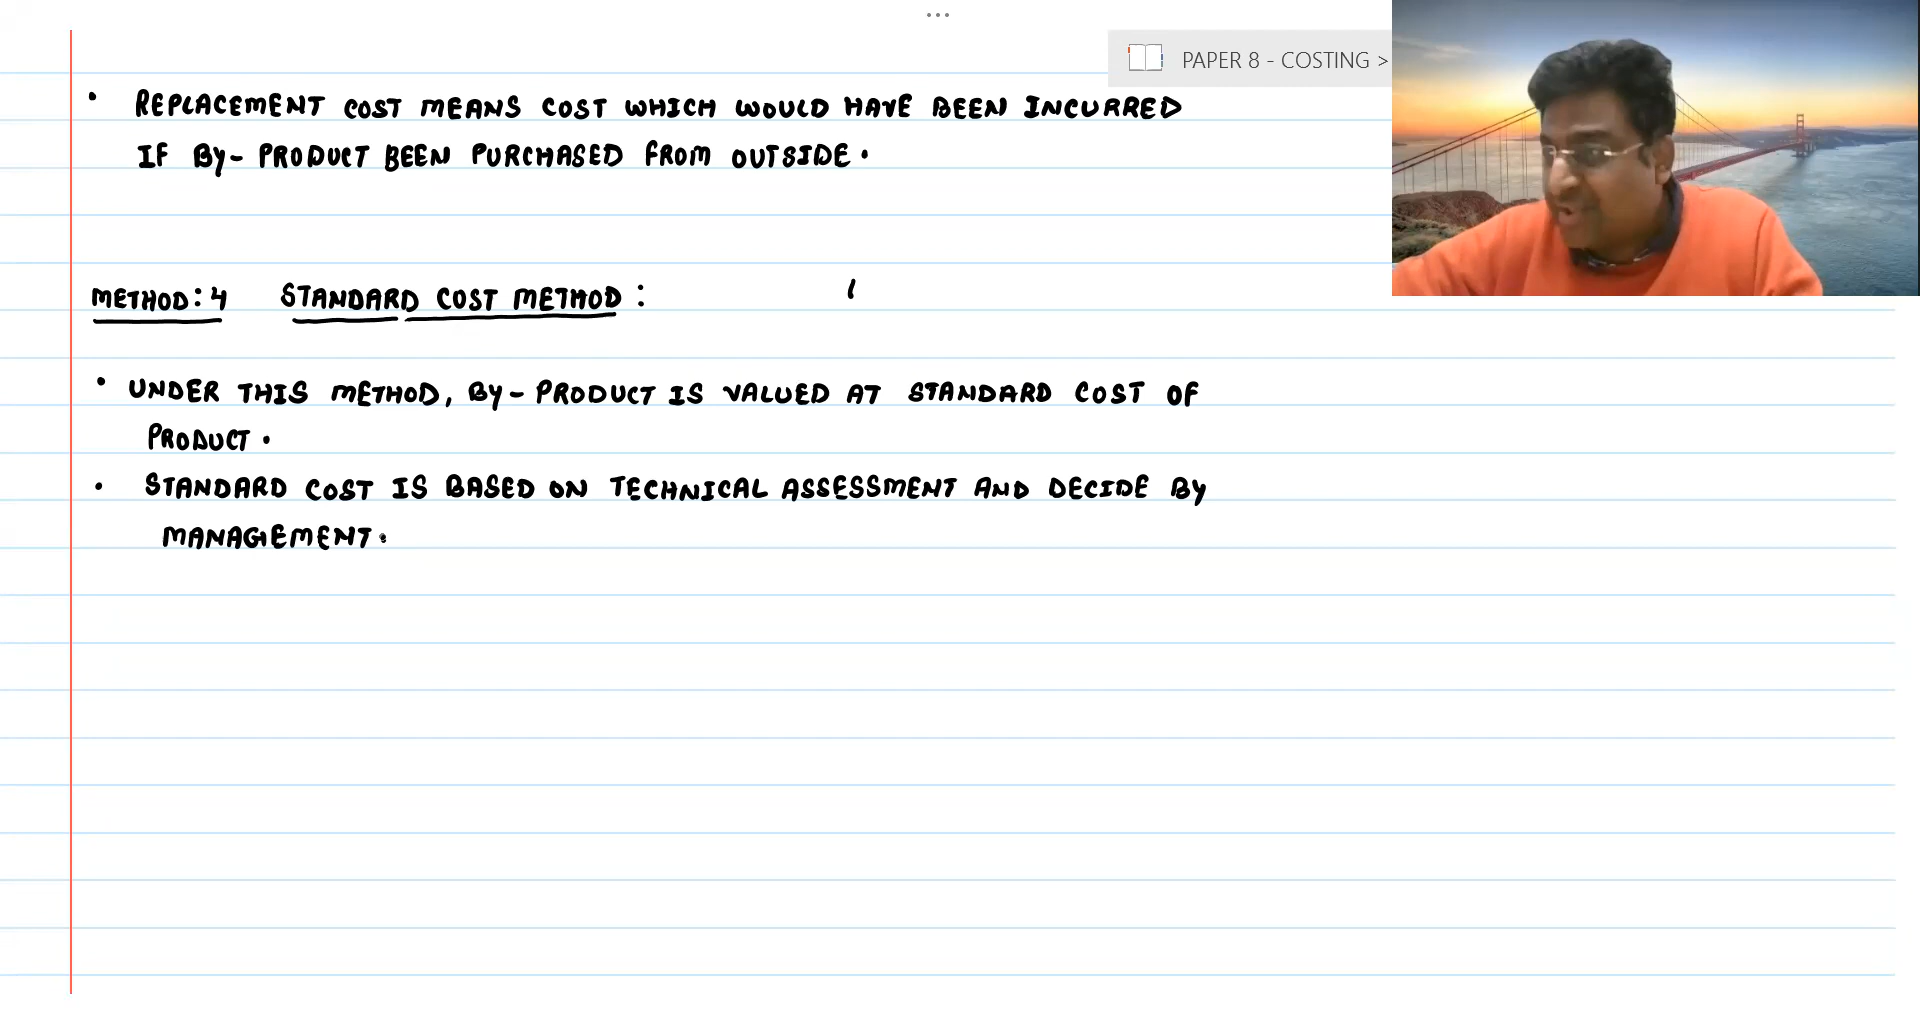 PAPER 8 - COSTING >
• REPLACEMENT COST MEANS COST WHICH WOULD HAVE BEEN INCURRED
IF BY-PRODUCT BEEN PURCHASED FROM OUTSIDE.
METHOD: 4 STANDARD COST METHOD :
• UNDER THIS METHOD, BY-PRODUCT IS VALUED AT STANDARD COST OF
PRODUCT.
• STANDARD COST IS BASED ON TECHNICAL ASSESSMENT AND DECIDE BY
MANAGEMENT.